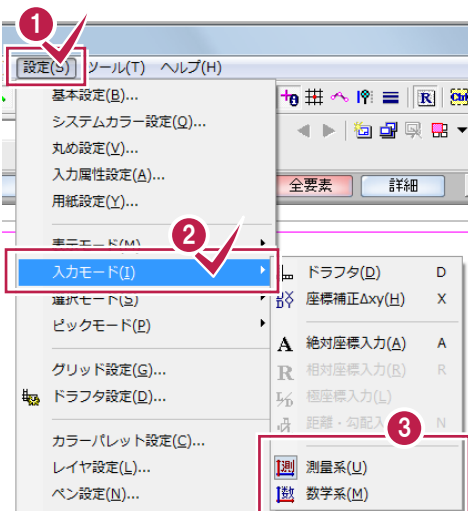 1
設定(S) ツール(T) ヘルプ(H)
基本設定(B)...
システムカラー設定(Q)...
丸め設定(V)...
入力属性設定(A)...
用紙設定(Y)...
全要素 詳細
2
表示モード(M)
入力モード(I)
選択モード(S)
ピックモード(P)
グリッド設定(G)...
ドラフタ設定(D)...
カラーパレット設定(C)...
レイヤ設定(L)...
ペン設定(N)...
ドラフタ(D) D
座標補正Δxy(H) X
A 絶対座標入力(A) A
R 相対座標入力(R) R
極座標入力(L)
距離・勾配入 N
3
測 測量系(U)
数 数学系(M)